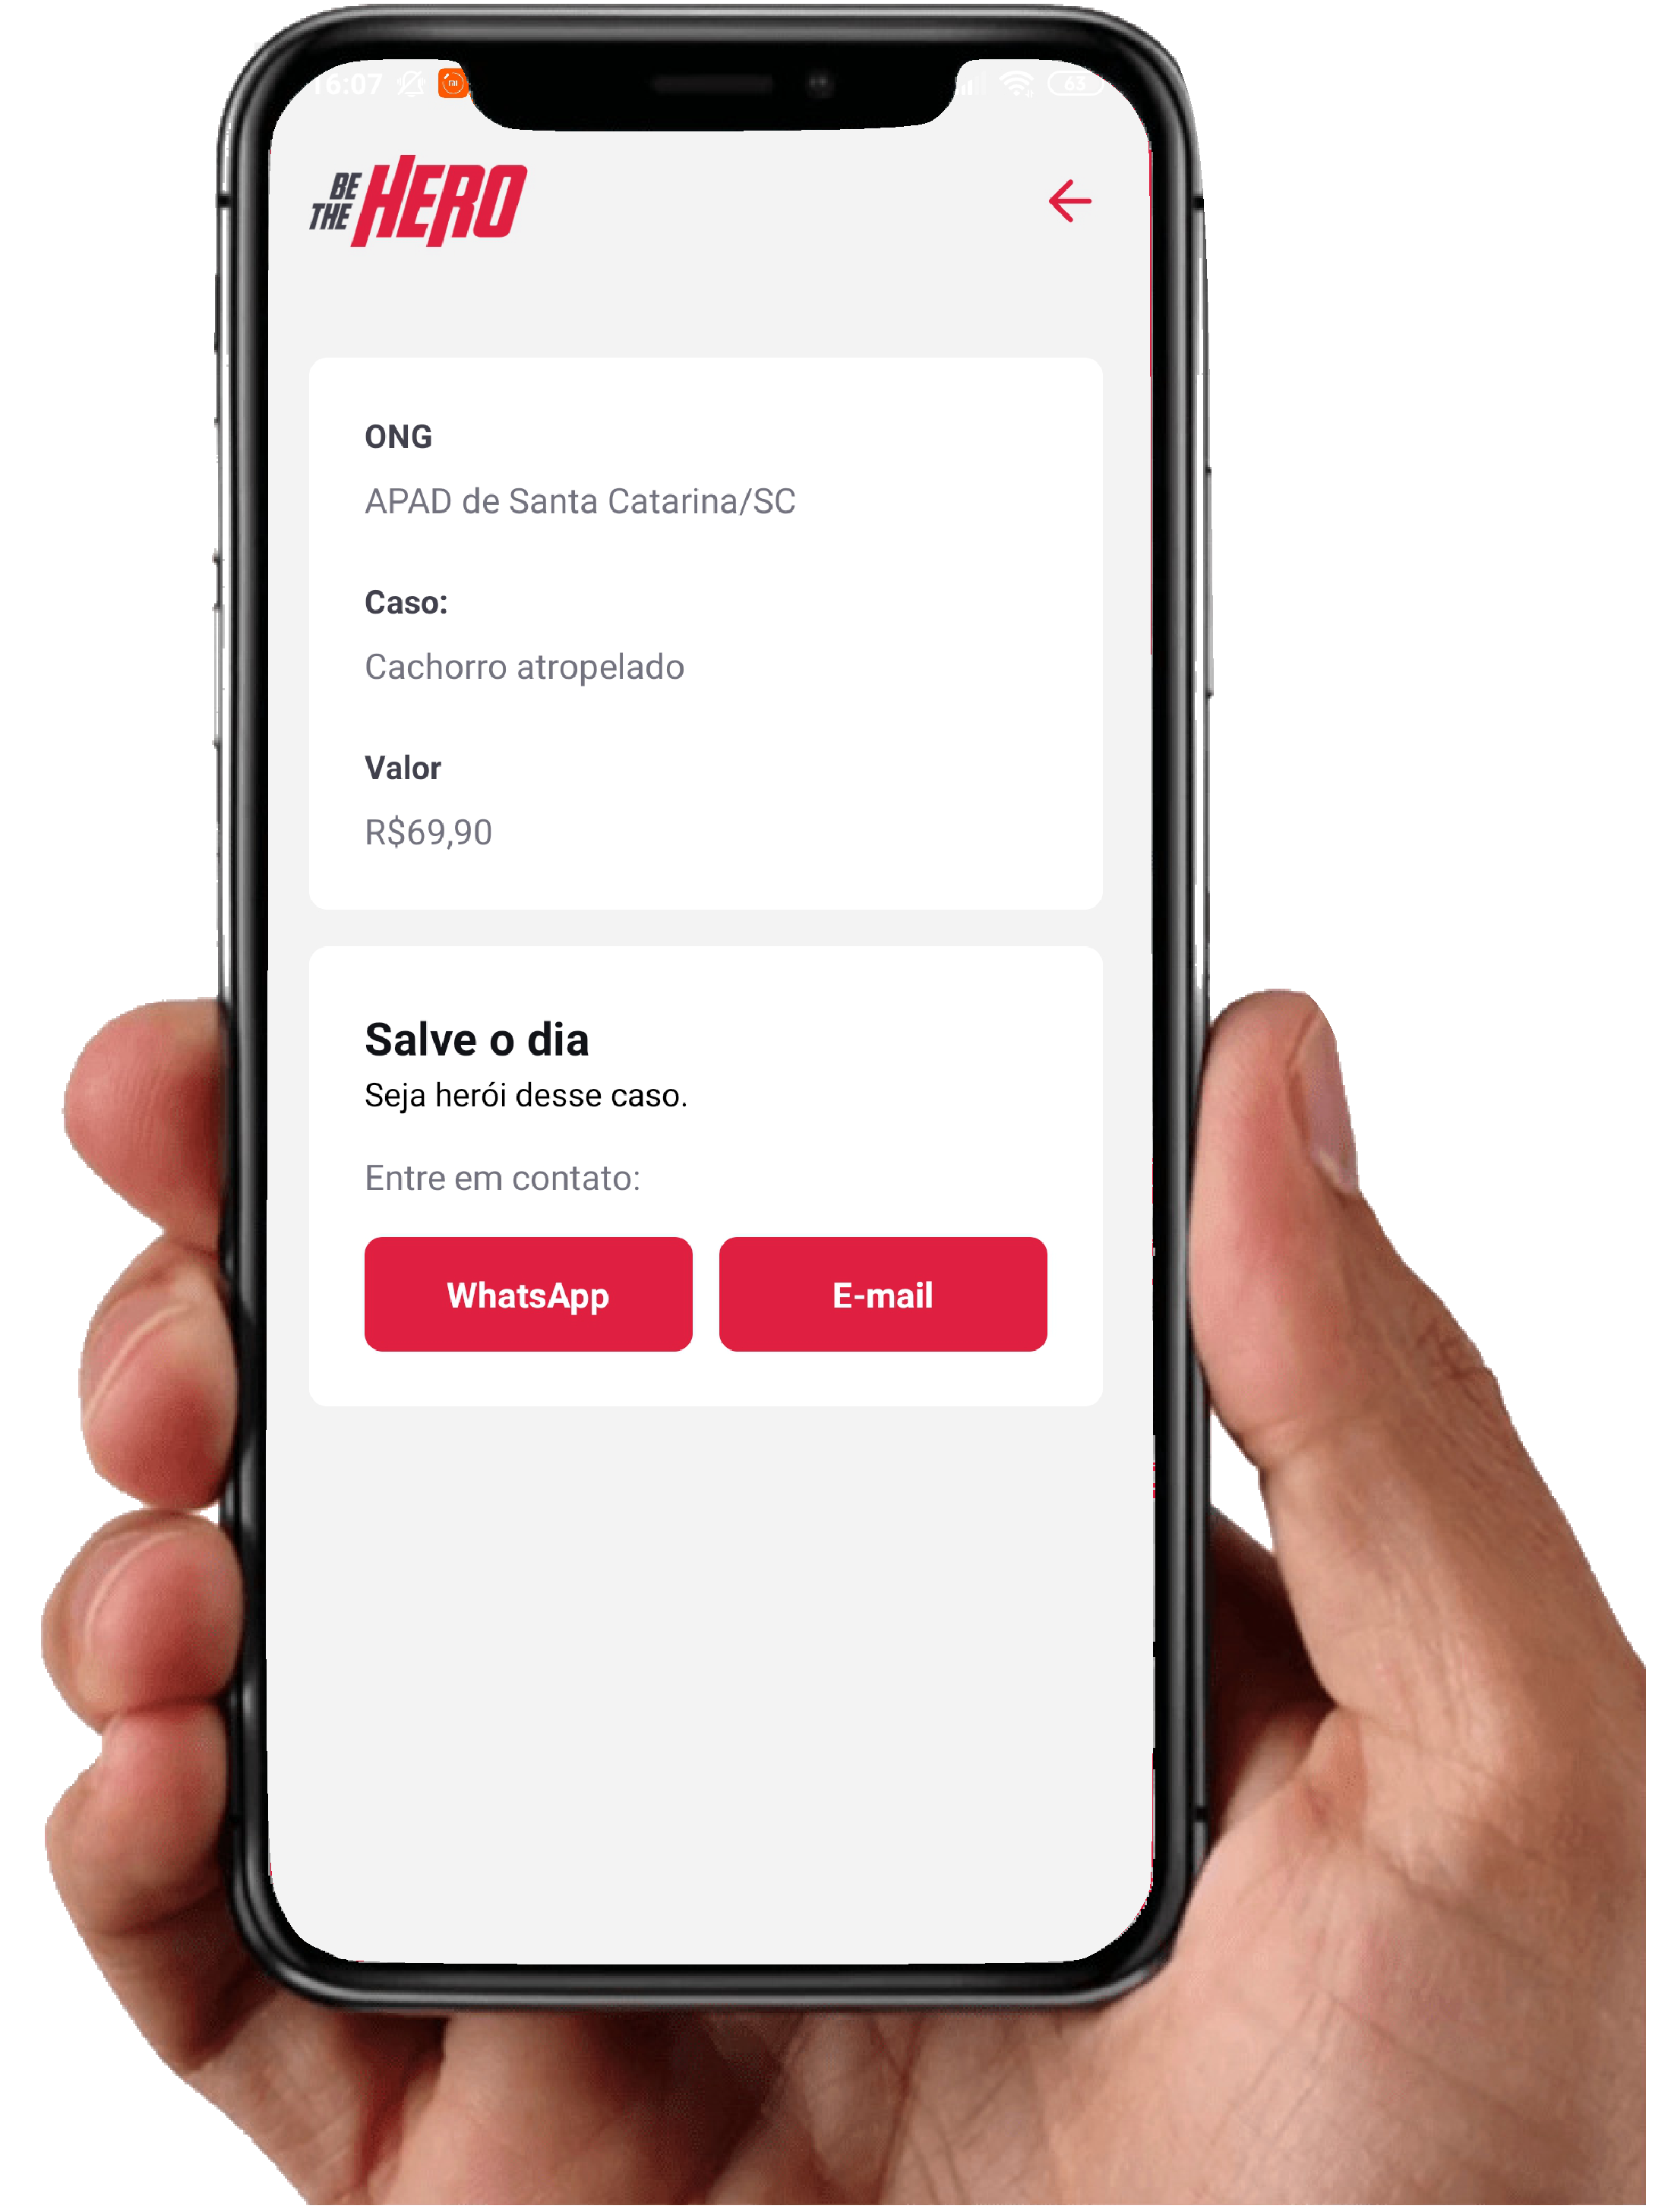 16:07
63
BE
THE
HERO
ONG
APAD de Santa Catarina/SC
Caso:
Cachorro atropelado
Valor
R$69,90
Salve o dia
Seja herói desse caso.
Entre em contato:
WhatsApp E-mail